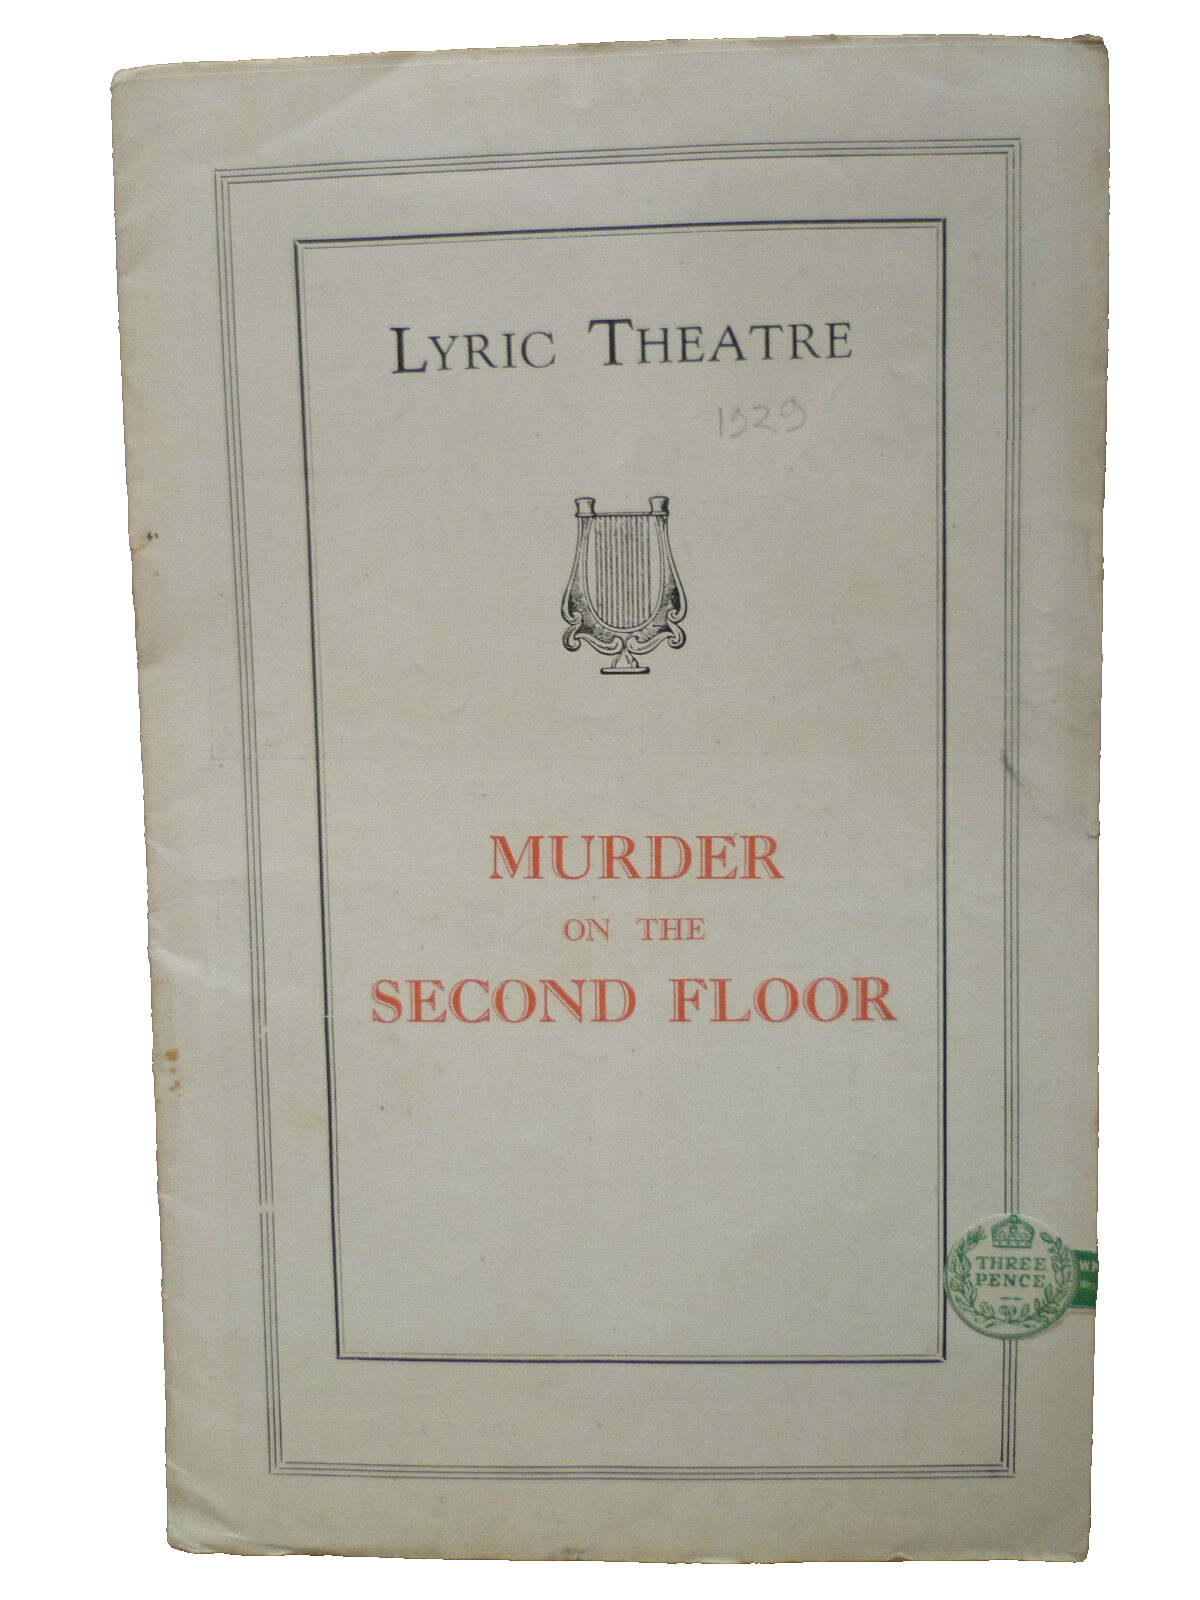 LYRIC THEATRE
1929
MURDER
ON THE
SECOND FLOOR
THREE
PENCE